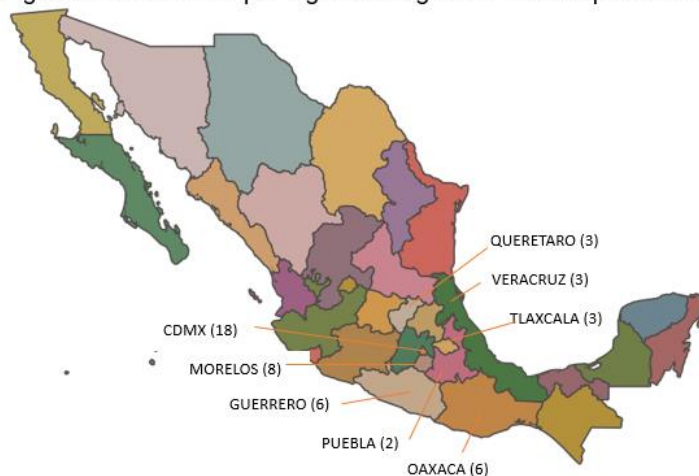 QUERETARO (3)
VERACRUZ (3)
TLAXCALA (3)
CDMX (18)
MORELOS (8)
GUERRERO (6)
PUEBLA (2)
OAXACA (6)